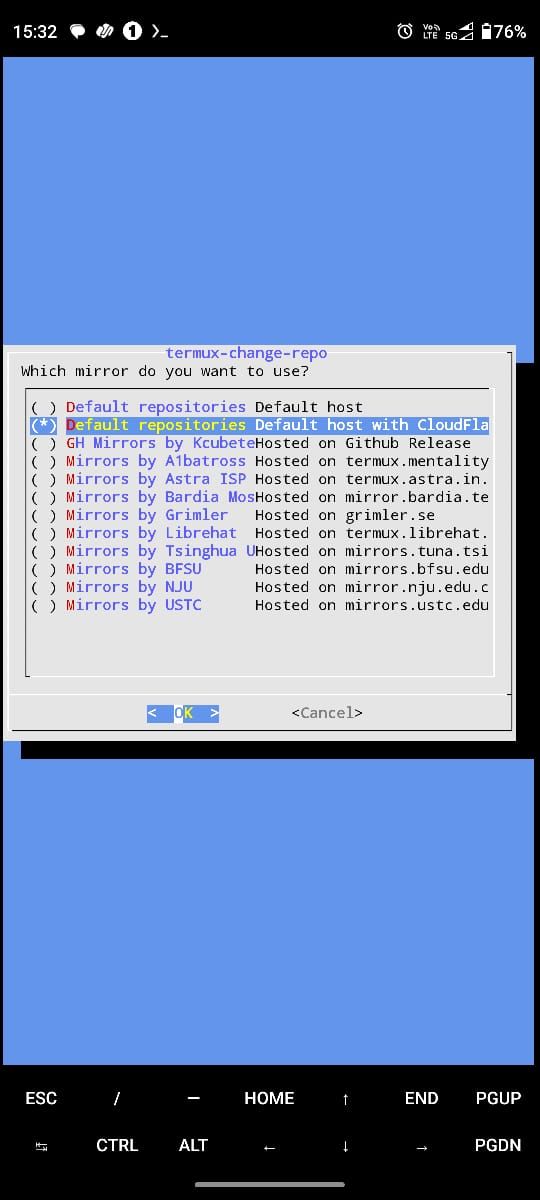 15:32 1 >_ Vo LTE 5G 76%
termux-change-repo
Which mirror do you want to use?
( ) Default repositories Default host
(*) Default repositories Default host with CloudFla
( ) GH Mirrors by KcubeteHosted on Github Release
( ) Mirrors by A1batross Hosted on termux.mentality
( ) Mirrors by Astra ISP Hosted on termux.astra.in.
( ) Mirrors by Bardia MosHosted on mirror.bardia.te
( ) Mirrors by Grimler Hosted on grimler.se
( ) Mirrors by Librehat Hosted on termux.librehat.
( ) Mirrors by Tsinghua UHosted on mirrors.tuna.tsi
( ) Mirrors by BFSU Hosted on mirrors.bfsu.edu
( ) Mirrors by NJU Hosted on mirror.nju.edu.c
( ) Mirrors by USTC Hosted on mirrors.ustc.edu
< OK > <Cancel>
ESC / — HOME ↑ END PGUP
↹ CTRL ALT ← ↓ → PGDN